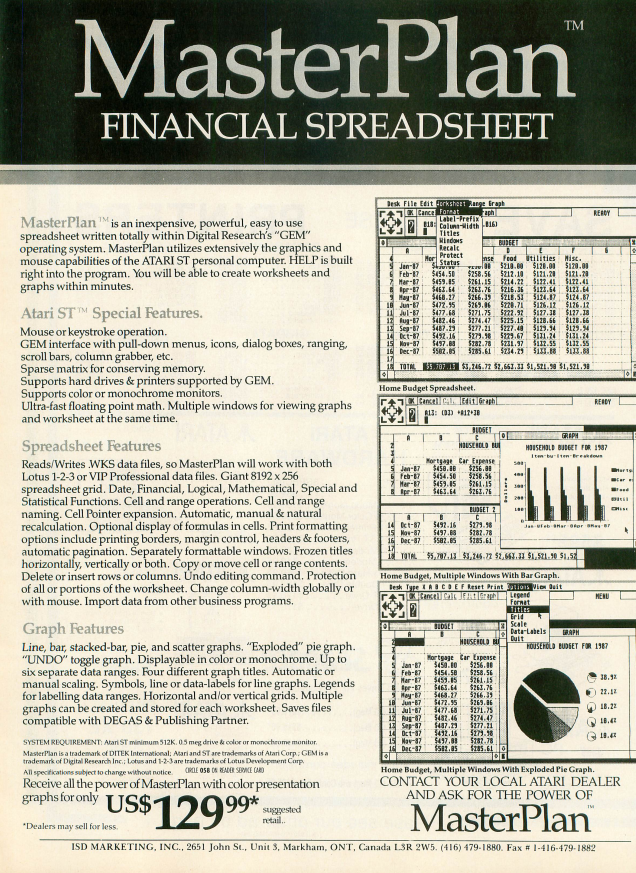 MasterPlan™
FINANCIAL SPREADSHEET
MasterPlan™ is an inexpensive, powerful, easy to use
spreadsheet written totally within Digital Research's "GEM"
operating system. MasterPlan utilizes extensively the graphics and
mouse capabilities of the ATARI ST personal computer. HELP is built
right into the program. You will be able to create worksheets and
graphs within minutes.
Atari ST™ Special Features.
Mouse or keystroke operation.
GEM interface with pull-down menus, icons, dialog boxes, ranging,
scroll bars, column grabber, etc.
Sparse matrix for conserving memory.
Supports hard drives & printers supported by GEM.
Supports color or monochrome monitors.
Ultra-fast floating point math. Multiple windows for viewing graphs
and worksheet at the same time.
Spreadsheet Features
Reads/Writes .WKS data files, so MasterPlan will work with both
Lotus 1-2-3 or VIP Professional data files. Giant 8192 x 256
spreadsheet grid. Date, Financial, Logical, Mathematical, Special and
Statistical Functions. Cell and range operations. Cell and range
naming. Cell Pointer expansion. Automatic, manual & natural
recalculation. Optional display of formulas in cells. Print formatting
options include printing borders, margin control, headers & footers,
automatic pagination. Separately formattable windows. Frozen titles
horizontally, vertically or both. Copy or move cell or range contents.
Delete or insert rows or columns. Undo editing command. Protection
of all or portions of the worksheet. Change column-width globally or
with mouse. Import data from other business programs.
Graph Features
Line, bar, stacked-bar, pie, and scatter graphs. "Exploded" pie graph.
"UNDO" toggle graph. Displayable in color or monochrome. Up to
six separate data ranges. Four different graph titles. Automatic or
manual scaling. Symbols, line or data-labels for line graphs. Legends
for labelling data ranges. Horizontal and/or vertical grids. Multiple
graphs can be created and stored for each worksheet. Saves files
compatible with DEGAS & Publishing Partner.
SYSTEM REQUIREMENT: Atari ST minimum 512K. 0.5 meg drive & color or monochrome monitor.
MasterPlan is a trademark of DITEK International; Atari and ST are trademarks of Atari Corp.; GEM is a
trademark of Digital Research Inc.; Lotus and 1-2-3 are trademarks of Lotus Development Corp.
All specifications subject to change without notice. CIRCLE 058 ON READER SERVICE CARD
Receive all the power of MasterPlan with color presentation
graphs for only US$129⁹⁹* suggested
retail..
*Dealers may sell for less.
Desk File Edit Worksheet Range Graph
OK Cance Format raph READY
Label-Prefix
Column-Width
Titles
Windows
Recalc
Protect
Status
BUDGET
A D E F G
Food Utilities Misc.
5 Jan-87 $210.00 $120.00 $120.00
6 Feb-87 $454.50 $258.56 $212.10 $121.20 $121.20
7 Mar-87 $459.05 $261.15 $214.22 $122.41 $122.41
8 Apr-87 $463.64 $263.76 $216.36 $123.64 $123.64
9 May-87 $468.27 $266.39 $218.53 $124.87 $124.87
10 Jun-87 $472.95 $269.06 $220.71 $126.12 $126.12
11 Jul-87 $477.68 $271.75 $222.92 $127.38 $127.38
12 Aug-87 $482.46 $274.47 $225.15 $128.66 $128.66
13 Sep-87 $487.29 $277.21 $227.40 $129.94 $129.94
14 Oct-87 $492.16 $279.98 $229.67 $131.24 $131.24
15 Nov-87 $497.08 $282.78 $231.97 $132.55 $132.55
16 Dec-87 $502.05 $285.61 $234.29 $133.88 $133.88
17
18 TOTAL $5,707.13 $3,246.72 $2,663.33 $1,521.90 $1,521.90
Home Budget Spreadsheet.
OK Cancel Calc Edit Graph READY
A13: (D3) +A12+30
BUDGET GRAPH
A B C
HOUSEHOLD BU HOUSEHOLD BUDGET FOR 1987
Item-by-Item-Breakdown
Mortgage Car Expense
5 Jan-87 $450.00 $256.00
6 Feb-87 $454.50 $258.56
7 Mar-87 $459.05 $261.15
8 Apr-87 $463.64 $263.76
500
400
300
200
100
0
Dollars
Mortg
Car e
Food
Util
Misc
BUDGET 2
A B C
14 Oct-87 $492.16 $279.98
15 Nov-87 $497.08 $282.78
16 Dec-87 $502.05 $285.61
17
18 TOTAL $5,707.13 $3,246.72 $2,663.33 $1,521.90 $1,52
Home Budget, Multiple Windows With Bar Graph.
Desk Type X A B C D E F Reset Print Options View Quit
OK Cancel Calc Edit Graph MENU
Legend
Format
Titles
Grid
Scale
Data-Labels
Quit
BUDGET GRAPH
A B C
HOUSEHOLD BU HOUSEHOLD BUDGET FOR 1987
Mortgage Car Expense
5 Jan-87 $450.00 $256.00
6 Feb-87 $454.50 $258.56
7 Mar-87 $459.05 $261.15
8 Apr-87 $463.64 $263.76
9 May-87 $468.27 $266.39
10 Jun-87 $472.95 $269.06
11 Jul-87 $477.68 $271.75
12 Aug-87 $482.46 $274.47
13 Sep-87 $487.29 $277.21
14 Oct-87 $492.16 $279.98
15 Nov-87 $497.08 $282.78
16 Dec-87 $502.05 $285.61
22.1%
18.2%
10.4%
10.4%
Home Budget, Multiple Windows With Exploded Pie Graph.
CONTACT YOUR LOCAL ATARI DEALER
AND ASK FOR THE POWER OF
MasterPlan™
ISD MARKETING, INC., 2651 John St., Unit 3, Markham, ONT, Canada L3R 2W5. (416) 479-1880. Fax # 1-416-479-1882